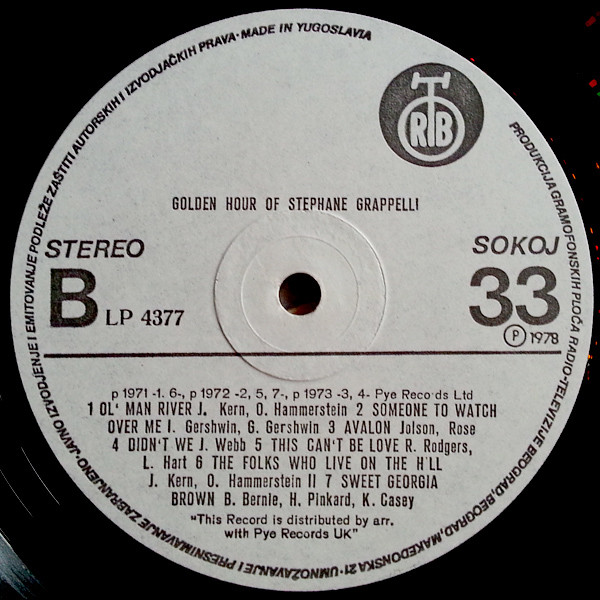 UMNOŽAVANJE I PRESNIMAVANJE ZABRANJENO·JAVNO IZVODJENJE I EMITOVANJE PODLEŽE ZAŠTITI AUTORSKIH I IZVODJAČKIH PRAVA·MADE IN YUGOSLAVIA
PRODUKCIJA GRAMOFONSKIH PLOČA RADIO-TELEVIZIJE BEOGRAD, BEOGRAD, MAKEDONSKA 21·
RTB
GOLDEN HOUR OF STEPHANE GRAPPELLI
STEREO
SOKOJ
B LP 4377
33
Ⓟ 1978
p 1971 -1. 6-, p 1972 -2, 5, 7-, p 1973 -3, 4- Pye Records Ltd
1 OL' MAN RIVER J. Kern, O. Hammerstein 2 SOMEONE TO WATCH
OVER ME I. Gershwin, G. Gershwin 3 AVALON Jolson, Rose
4 DIDN'T WE J. Webb 5 THIS CAN'T BE LOVE R. Rodgers,
L. Hart 6 THE FOLKS WHO LIVE ON THE H'LL
J. Kern, O. Hammerstein II 7 SWEET GEORGIA
BROWN B. Bernie, H. Pinkard, K. Casey
"This Record is distributed by arr.
with Pye Records UK"